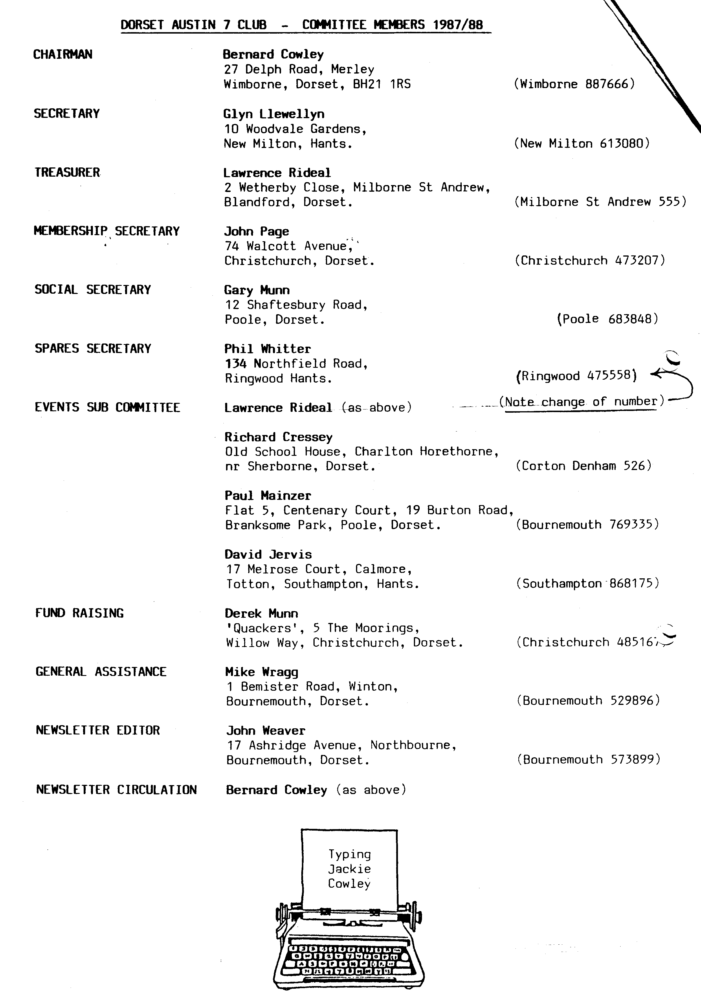 DORSET AUSTIN 7 CLUB - COMMITTEE MEMBERS 1987/88
CHAIRMAN Bernard Cowley
27 Delph Road, Merley
Wimborne, Dorset, BH21 1RS (Wimborne 887666)
SECRETARY Glyn Llewellyn
10 Woodvale Gardens,
New Milton, Hants. (New Milton 613080)
TREASURER Lawrence Rideal
2 Wetherby Close, Milborne St Andrew,
Blandford, Dorset. (Milborne St Andrew 555)
MEMBERSHIP SECRETARY John Page
74 Walcott Avenue,
Christchurch, Dorset. (Christchurch 473207)
SOCIAL SECRETARY Gary Munn
12 Shaftesbury Road,
Poole, Dorset. (Poole 683848)
SPARES SECRETARY Phil Whitter
134 Northfield Road,
Ringwood Hants. (Ringwood 475558)
(Note change of number)
EVENTS SUB COMMITTEE Lawrence Rideal (as above)
Richard Cressey
Old School House, Charlton Horethorne,
nr Sherborne, Dorset. (Corton Denham 526)
Paul Mainzer
Flat 5, Centenary Court, 19 Burton Road,
Branksome Park, Poole, Dorset. (Bournemouth 769335)
David Jervis
17 Melrose Court, Calmore,
Totton, Southampton, Hants. (Southampton 868175)
FUND RAISING Derek Munn
'Quackers', 5 The Moorings,
Willow Way, Christchurch, Dorset. (Christchurch
GENERAL ASSISTANCE Mike Wragg
1 Bemister Road, Winton,
Bournemouth, Dorset. (Bournemouth 529896)
NEWSLETTER EDITOR John Weaver
17 Ashridge Avenue, Northbourne,
Bournemouth, Dorset. (Bournemouth 573899)
NEWSLETTER CIRCULATION Bernard Cowley (as above)
Typing
Jackie
Cowley